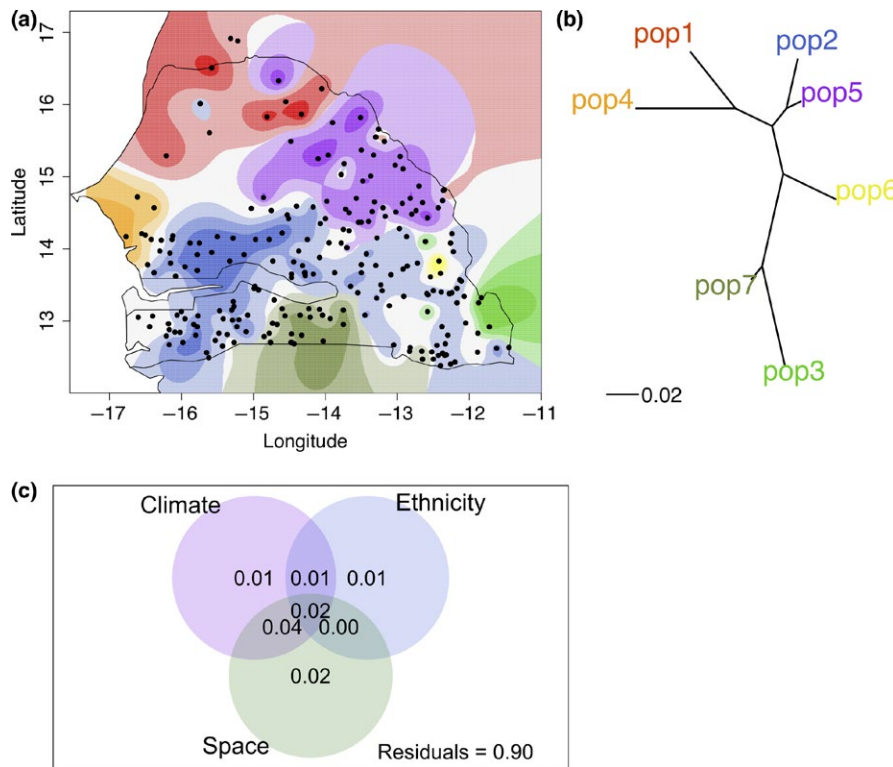 (a)
17
16
15
14
13
Latitude
−17 −16 −15 −14 −13 −12 −11
Longitude
(b)
pop1
pop2
pop4
pop5
pop6
pop7
pop3
0.02
(c)
Climate
Ethnicity
0.01 0.01 0.01
0.02
0.04 0.00
0.02
Space
Residuals = 0.90